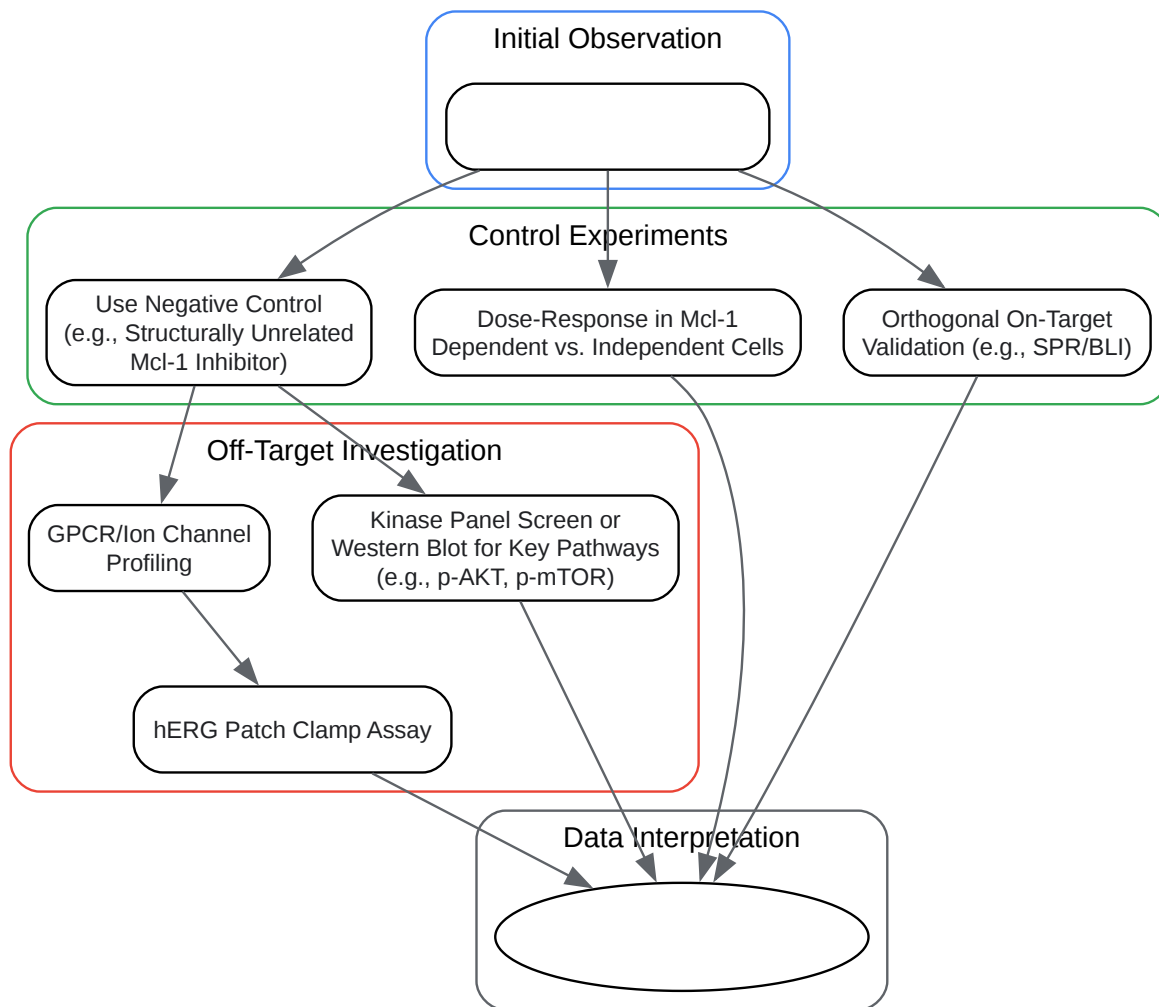 Initial Observation
Control Experiments
Use Negative Control
(e.g., Structurally Unrelated
Mcl-1 Inhibitor)
Dose-Response in Mcl-1
Dependent vs. Independent Cells
Orthogonal On-Target
Validation (e.g., SPR/BLI)
Off-Target Investigation
GPCR/Ion Channel
Profiling
Kinase Panel Screen or
Western Blot for Key Pathways
(e.g., p-AKT, p-mTOR)
hERG Patch Clamp Assay
Data Interpretation